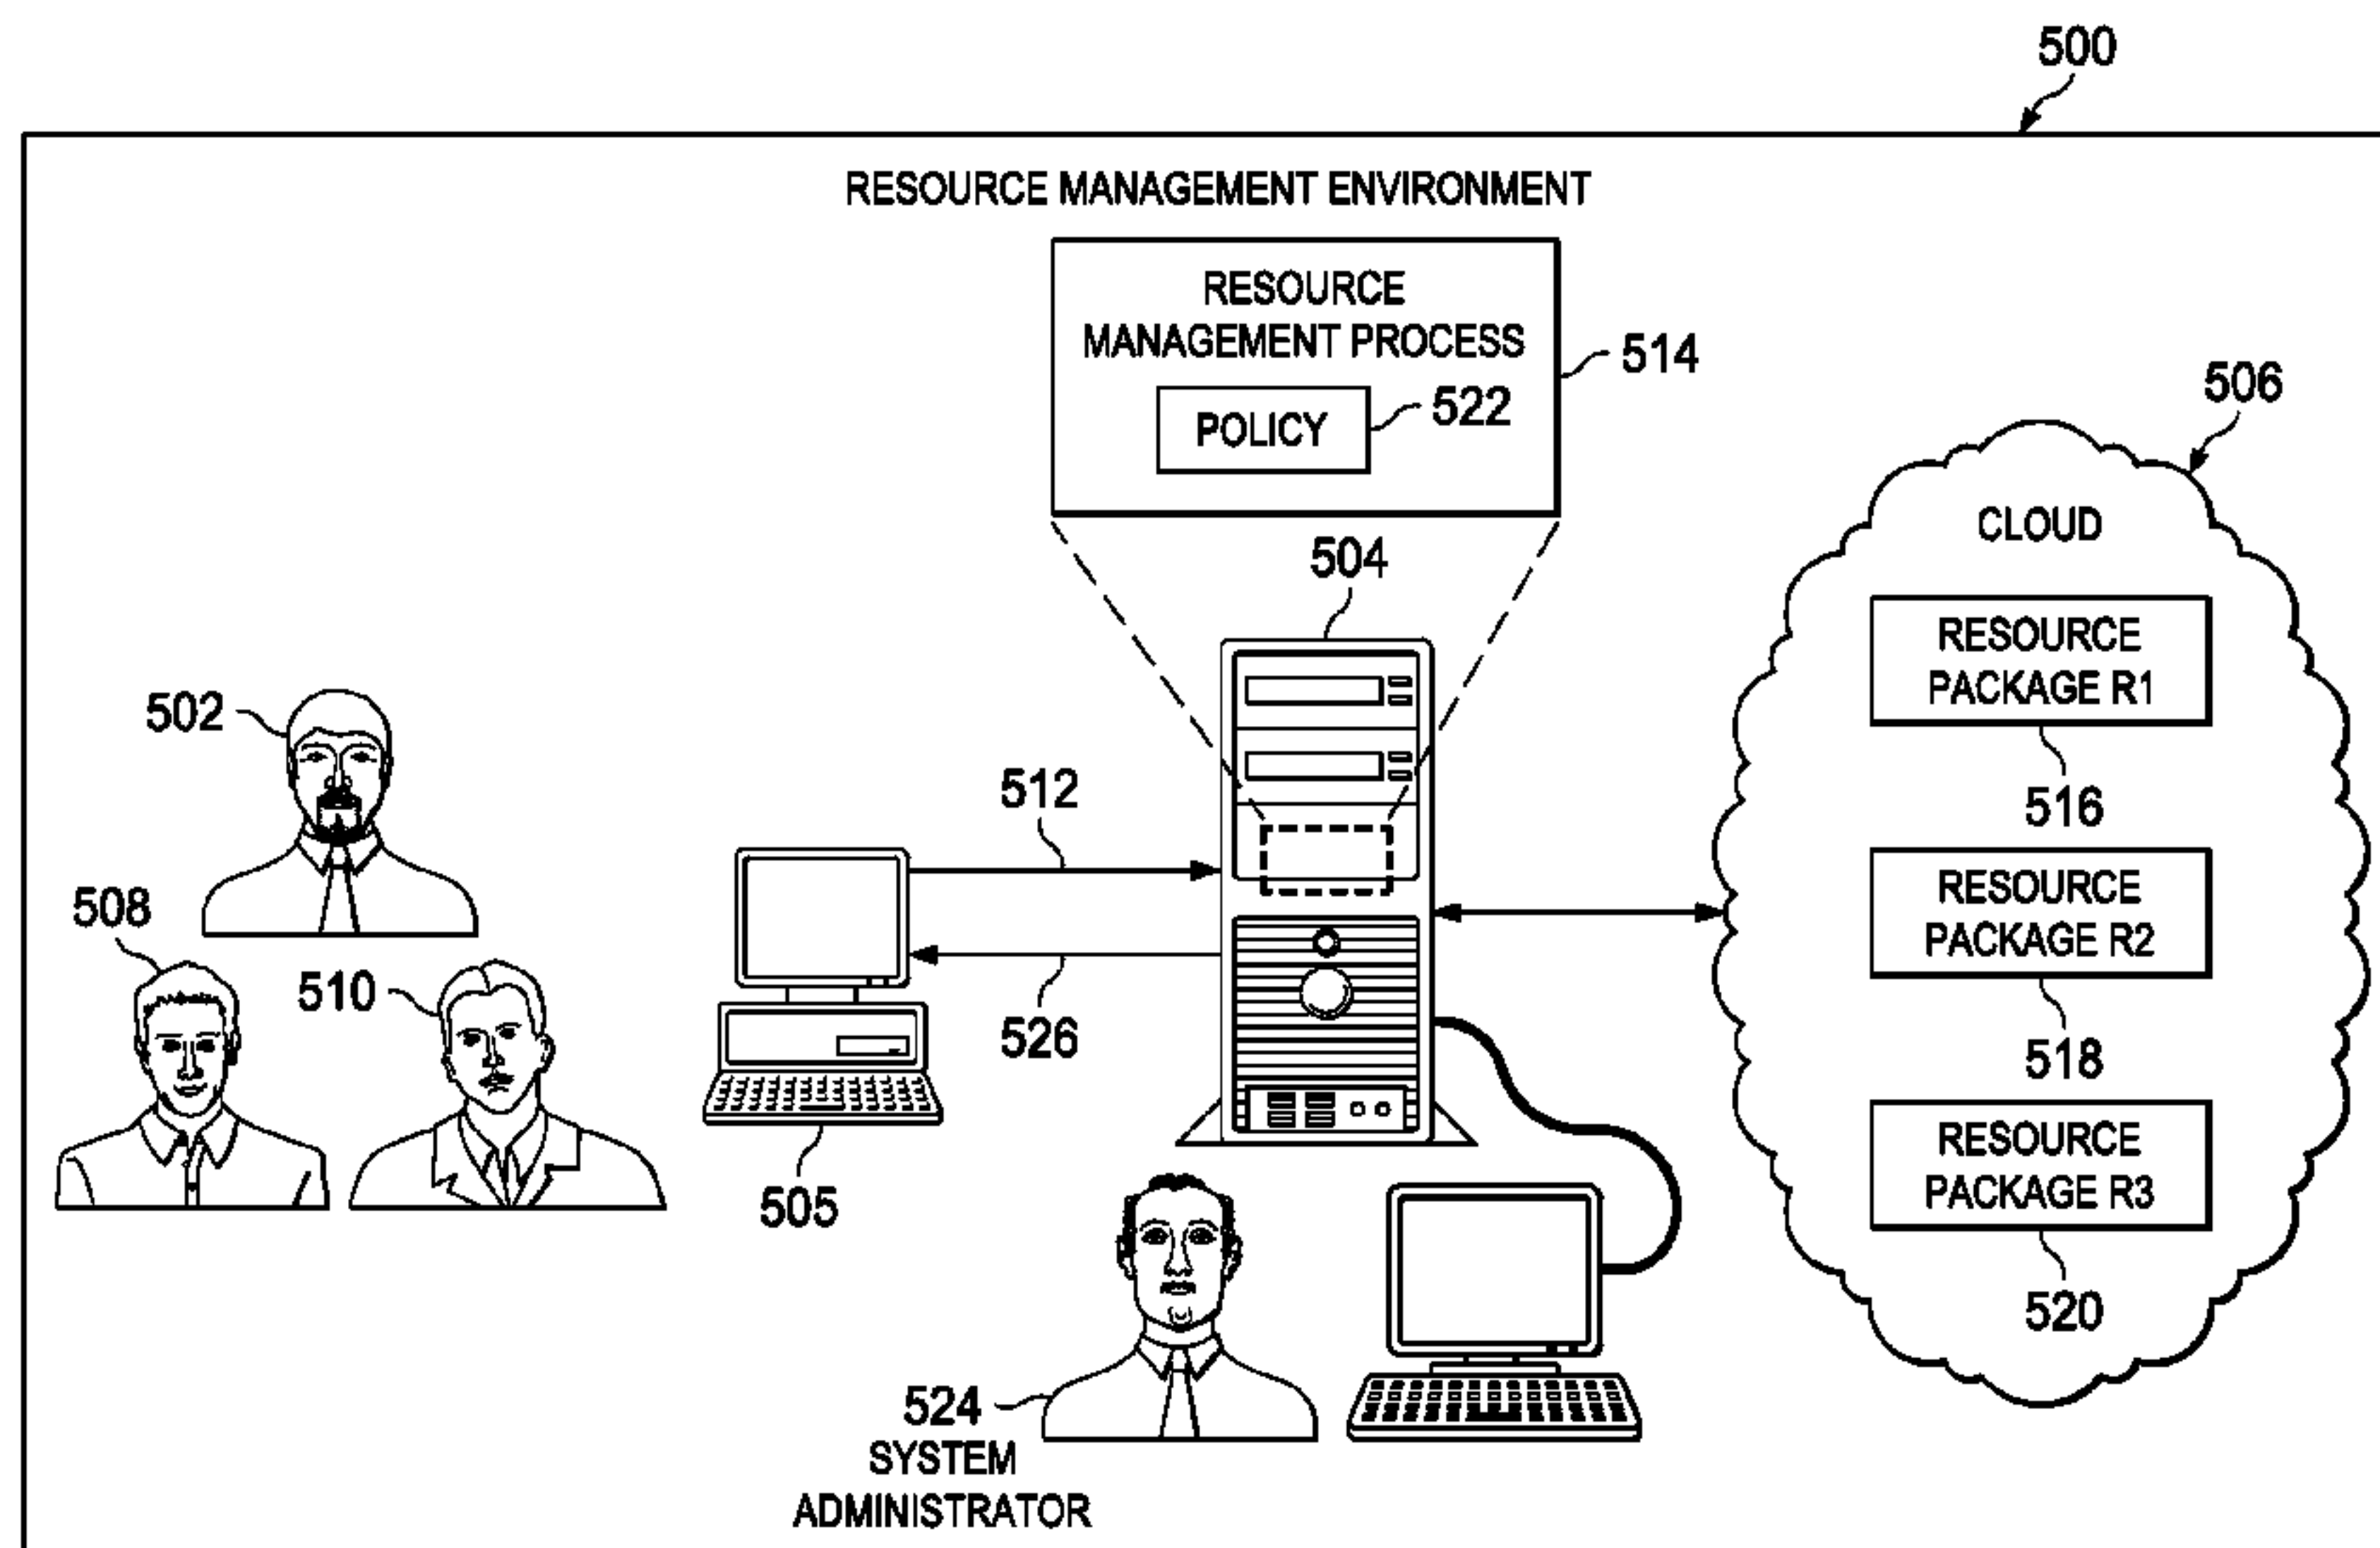 500
RESOURCE MANAGEMENT ENVIRONMENT
RESOURCE
MANAGEMENT PROCESS
514
POLICY
522
506
CLOUD
504
RESOURCE
PACKAGE R1
516
502
512
508
510
RESOURCE
PACKAGE R2
518
526
505
RESOURCE
PACKAGE R3
520
524
SYSTEM
ADMINISTRATOR